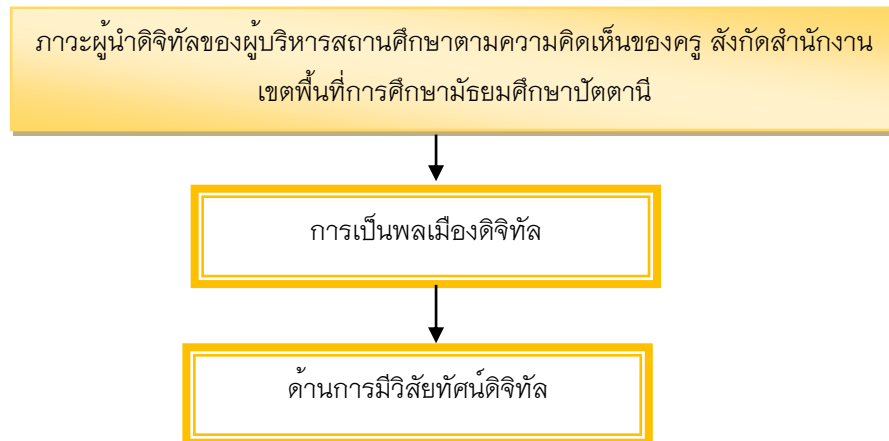 ภาวะผู้นำดิจิทัลของผู้บริหารสถานศึกษาตามความคิดเห็นของครู สังกัดสำนักงาน
เขตพื้นที่การศึกษามัธยมศึกษาปัตตานี
การเป็นพลเมืองดิจิทัล
ด้านการมีวิสัยทัศน์ดิจิทัล